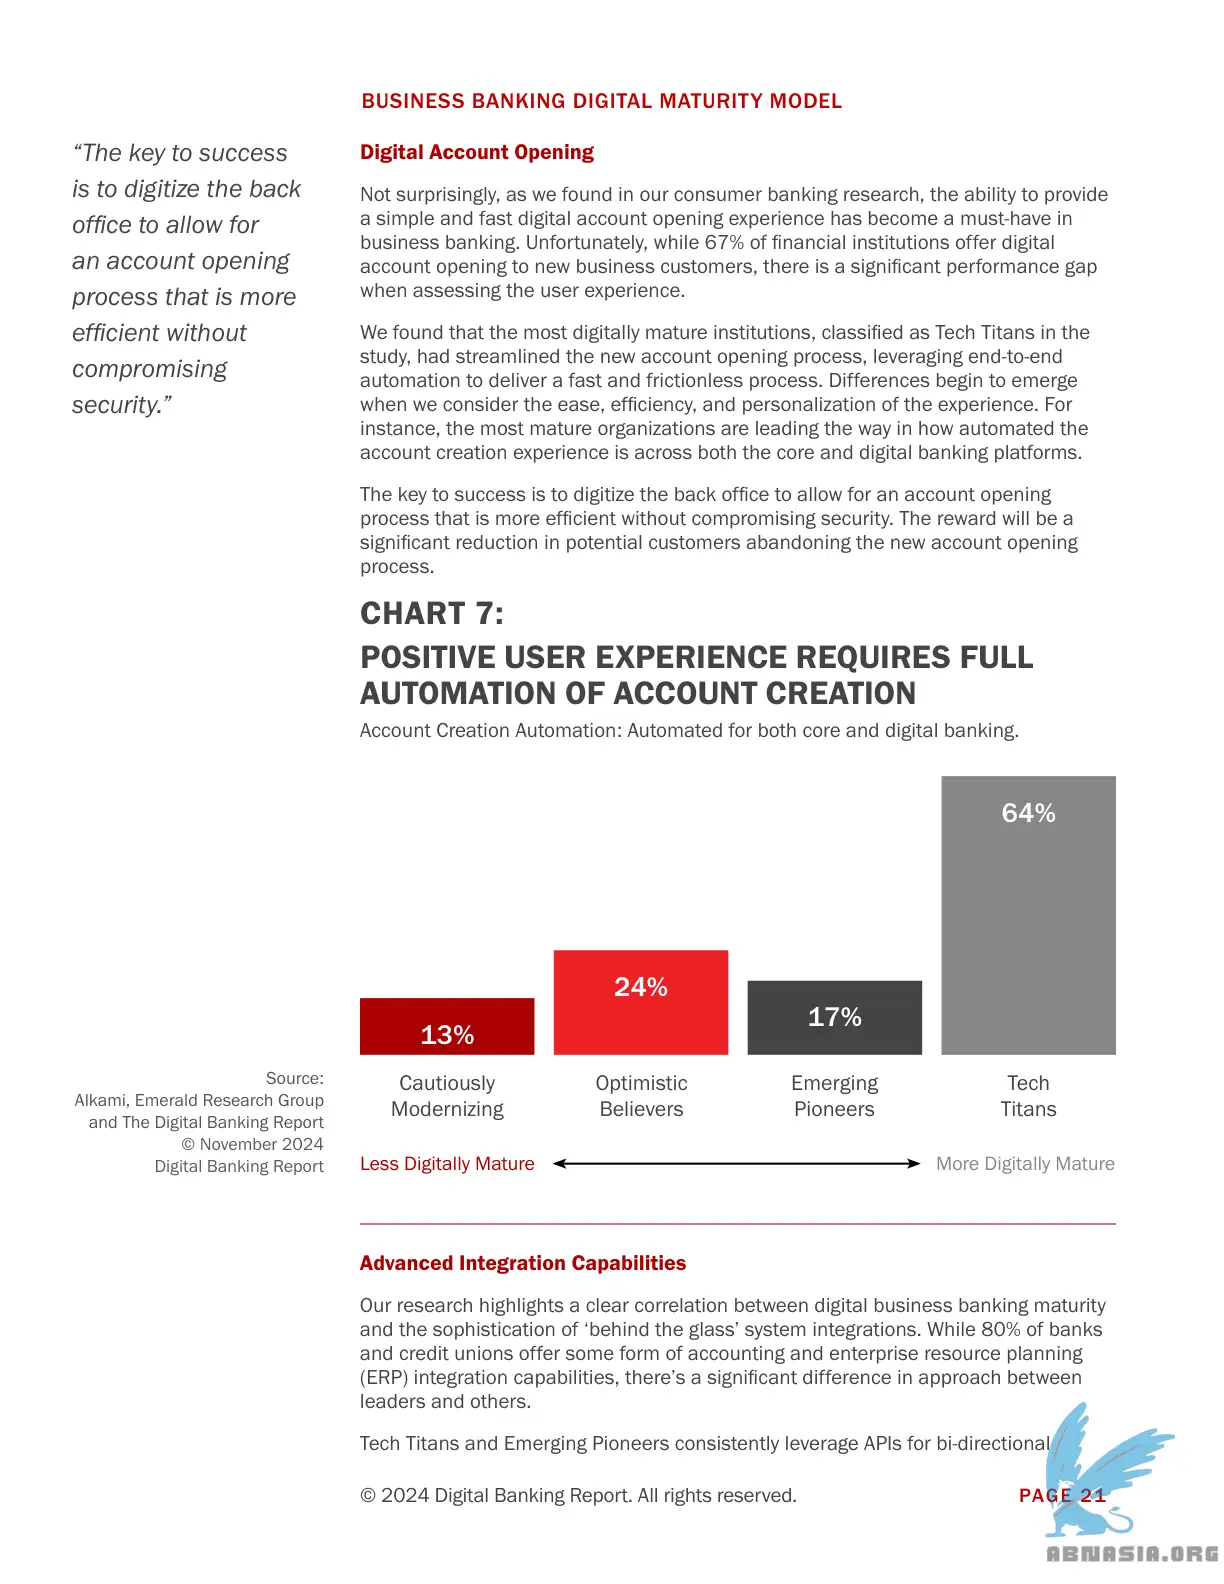 BUSINESS BANKING DIGITAL MATURITY MODEL
“The key to success
is to digitize the back
office to allow for
an account opening
process that is more
efficient without
compromising
security.”
Digital Account Opening
Not surprisingly, as we found in our consumer banking research, the ability to provide
a simple and fast digital account opening experience has become a must-have in
business banking. Unfortunately, while 67% of financial institutions offer digital
account opening to new business customers, there is a significant performance gap
when assessing the user experience.
We found that the most digitally mature institutions, classified as Tech Titans in the
study, had streamlined the new account opening process, leveraging end-to-end
automation to deliver a fast and frictionless process. Differences begin to emerge
when we consider the ease, efficiency, and personalization of the experience. For
instance, the most mature organizations are leading the way in how automated the
account creation experience is across both the core and digital banking platforms.
The key to success is to digitize the back office to allow for an account opening
process that is more efficient without compromising security. The reward will be a
significant reduction in potential customers abandoning the new account opening
process.
CHART 7:
POSITIVE USER EXPERIENCE REQUIRES FULL
AUTOMATION OF ACCOUNT CREATION
Account Creation Automation: Automated for both core and digital banking.
13%
24%
17%
64%
Cautiously
Modernizing
Optimistic
Believers
Emerging
Pioneers
Tech
Titans
Less Digitally Mature
More Digitally Mature
Source:
Alkami, Emerald Research Group
and The Digital Banking Report
© November 2024
Digital Banking Report
Advanced Integration Capabilities
Our research highlights a clear correlation between digital business banking maturity
and the sophistication of ‘behind the glass’ system integrations. While 80% of banks
and credit unions offer some form of accounting and enterprise resource planning
(ERP) integration capabilities, there’s a significant difference in approach between
leaders and others.
Tech Titans and Emerging Pioneers consistently leverage APIs for bi-directional
© 2024 Digital Banking Report. All rights reserved.
PAGE 21
ABNASIA.ORG